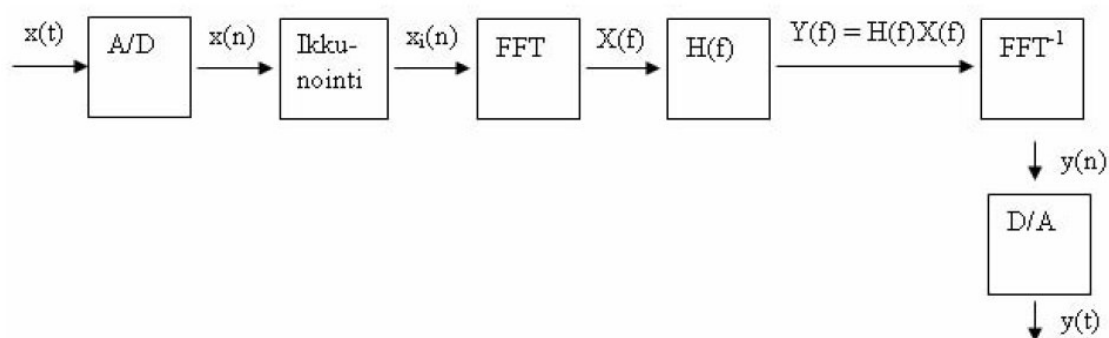 x(t)
A/D
x(n)
Ikku-
nointi
xᵢ(n)
FFT
X(f)
H(f)
Y(f) = H(f)X(f)
FFT⁻¹
y(n)
D/A
y(t)